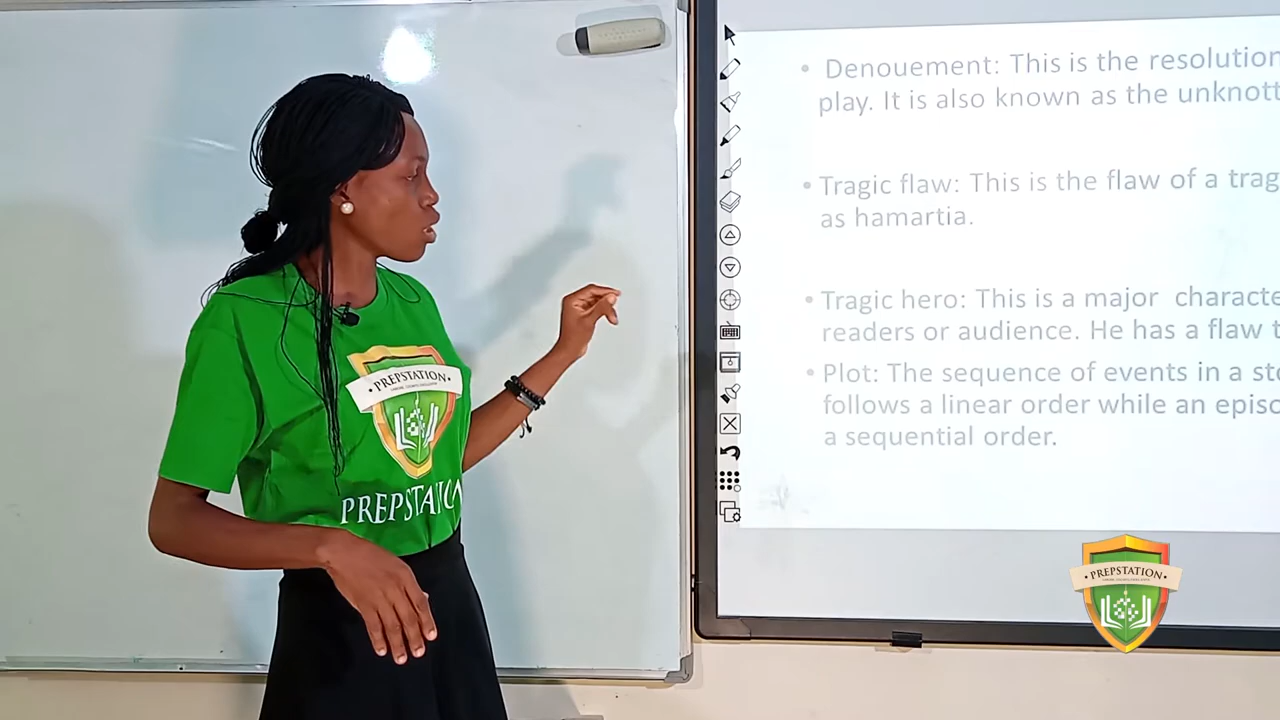 • Denouement: This is the resolution
play. It is also known as the unknott
• Tragic flaw: This is the flaw of a trag
as hamartia.
• Tragic hero: This is a major characte
readers or audience. He has a flaw t
• Plot: The sequence of events in a sto
follows a linear order while an episo
a sequential order.
• PREPSTATION •
PREPSTATION
• PREPSTATION •